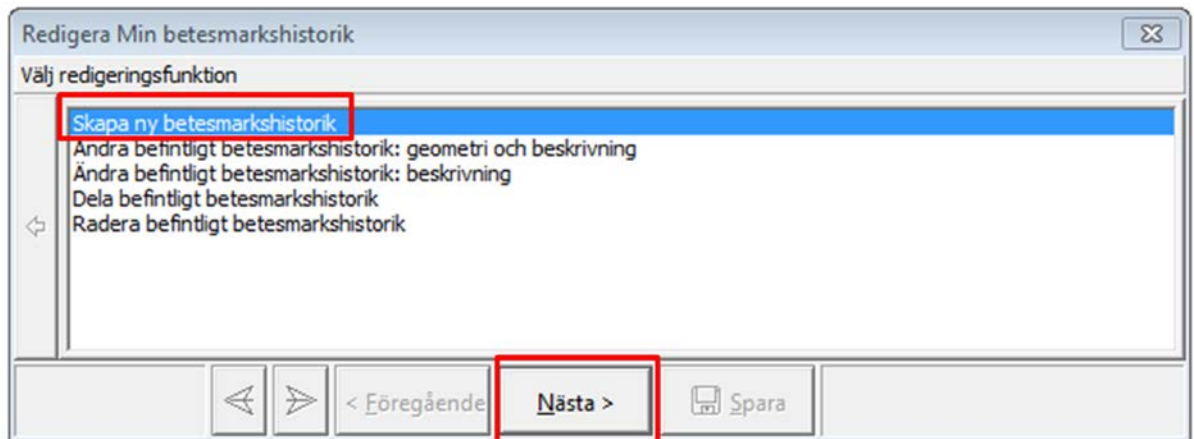 Redigera Min betesmarkshistorik
Välj redigeringsfunktion
Skapa ny betesmarkshistorik
Ändra befintligt betesmarkshistorik: geometri och beskrivning
Ändra befintligt betesmarkshistorik: beskrivning
Dela befintligt betesmarkshistorik
Radera befintligt betesmarkshistorik
< Föregående Nästa > Spara